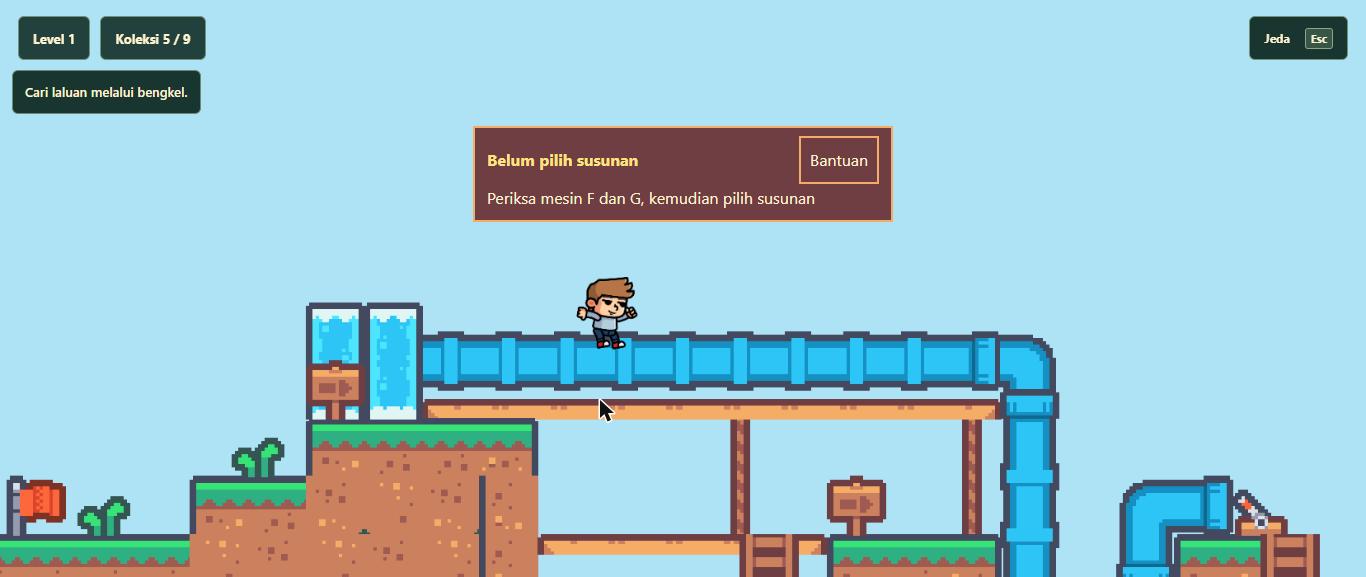 Level 1
Koleksi 5 / 9
Jeda Esc
Cari laluan melalui bengkel.
Belum pilih susunan
Bantuan
Periksa mesin F dan G, kemudian pilih susunan